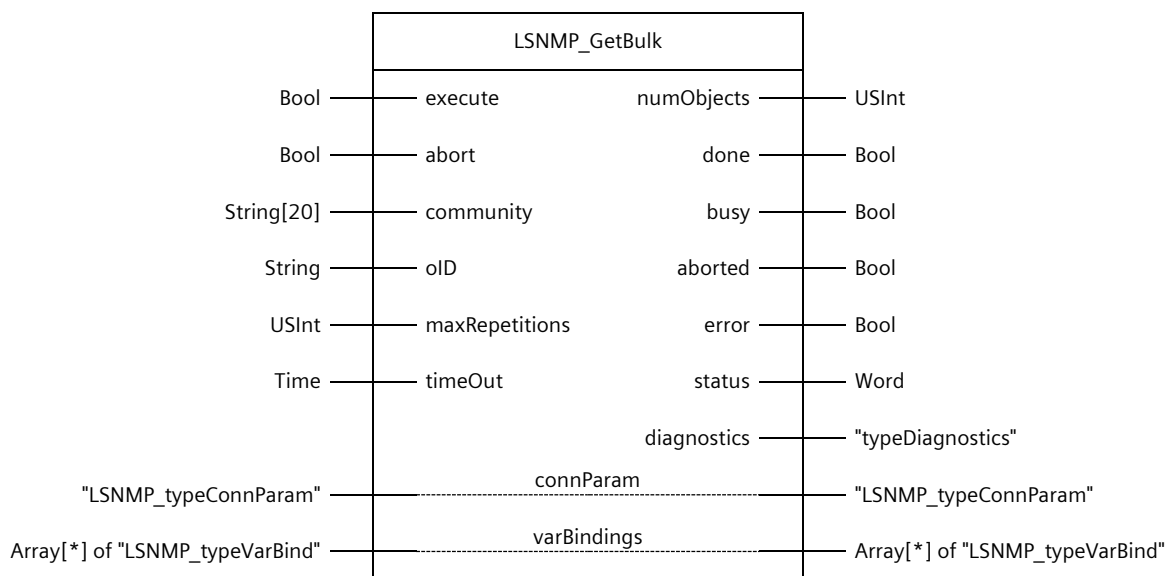 LSNMP_GetBulk
Bool execute numObjects USInt
Bool abort done Bool
String[20] community busy Bool
String oID aborted Bool
USInt maxRepetitions error Bool
Time timeOut status Word
diagnostics "typeDiagnostics"
"LSNMP_typeConnParam" connParam "LSNMP_typeConnParam"
Array[*] of "LSNMP_typeVarBind" varBindings Array[*] of "LSNMP_typeVarBind"